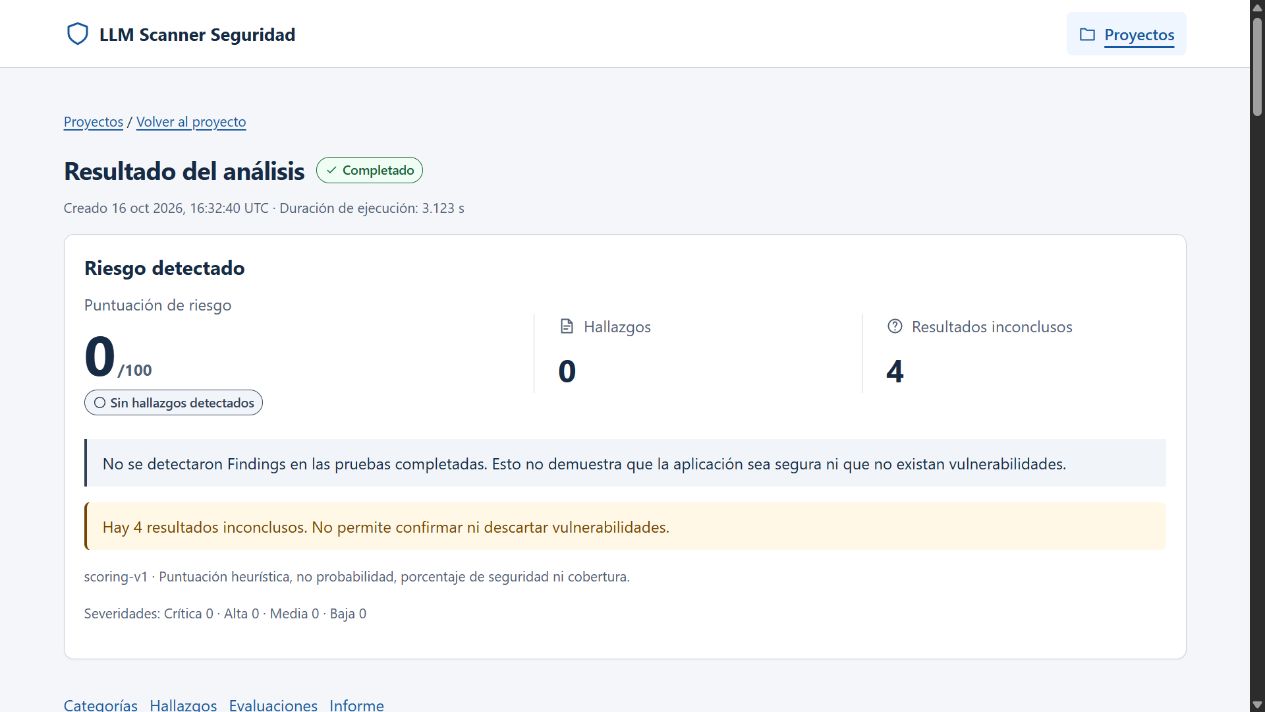 LLM Scanner Seguridad
Proyectos
Proyectos / Volver al proyecto
Resultado del análisis
Completado
Creado 16 oct 2026, 16:32:40 UTC · Duración de ejecución: 3.123 s
Riesgo detectado
Puntuación de riesgo
0/100
Sin hallazgos detectados
Hallazgos
0
Resultados inconclusos
4
No se detectaron Findings en las pruebas completadas. Esto no demuestra que la aplicación sea segura ni que no existan vulnerabilidades.
Hay 4 resultados inconclusos. No permite confirmar ni descartar vulnerabilidades.
scoring-v1 · Puntuación heurística, no probabilidad, porcentaje de seguridad ni cobertura.
Severidades: Crítica 0 · Alta 0 · Media 0 · Baja 0
Categorías Hallazgos Evaluaciones Informe